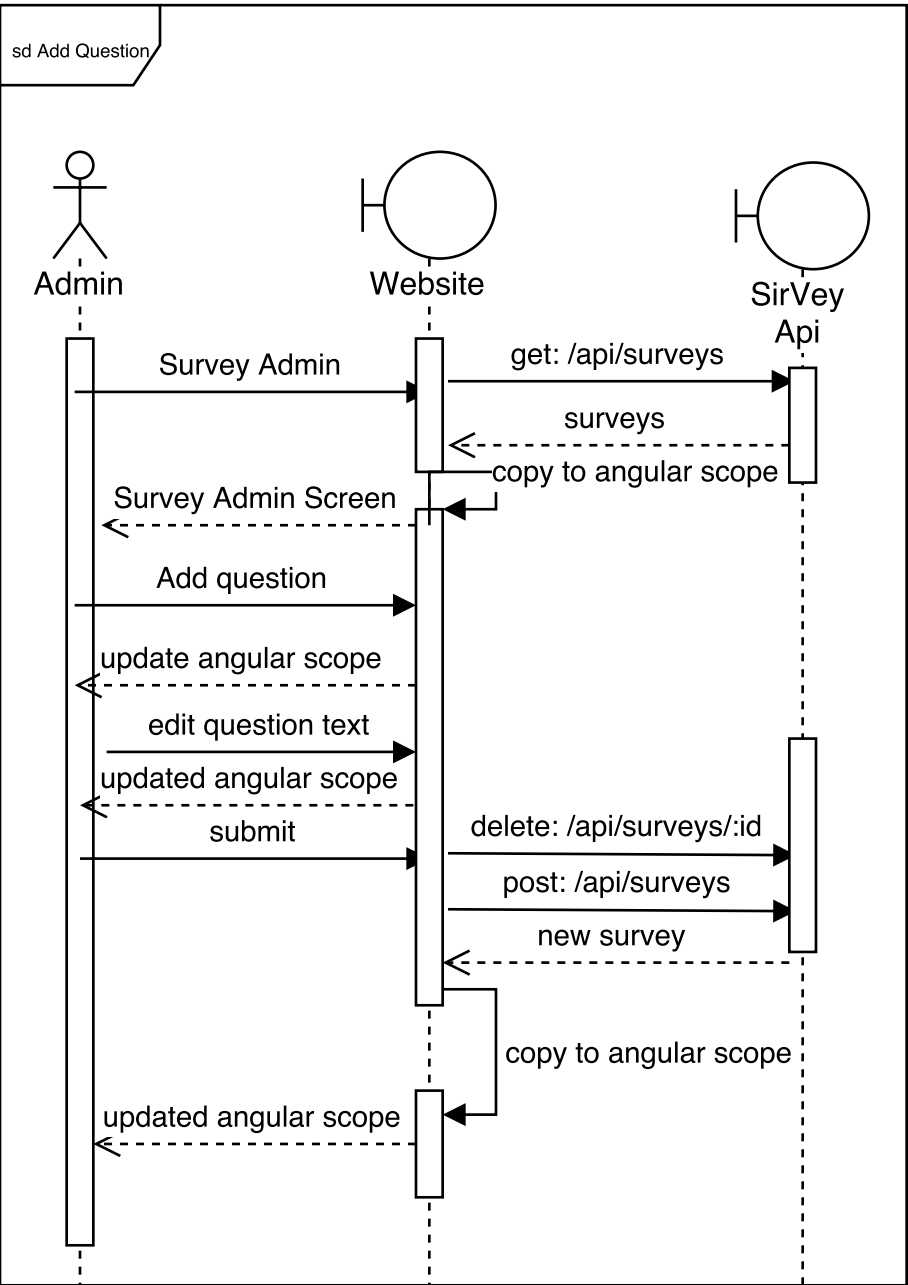 sd Add Question
Admin
Website
SirVey
Api
Survey Admin
get: /api/surveys
surveys
copy to angular scope
Survey Admin Screen
Add question
update angular scope
edit question text
updated angular scope
submit
delete: /api/surveys/:id
post: /api/surveys
new survey
copy to angular scope
updated angular scope